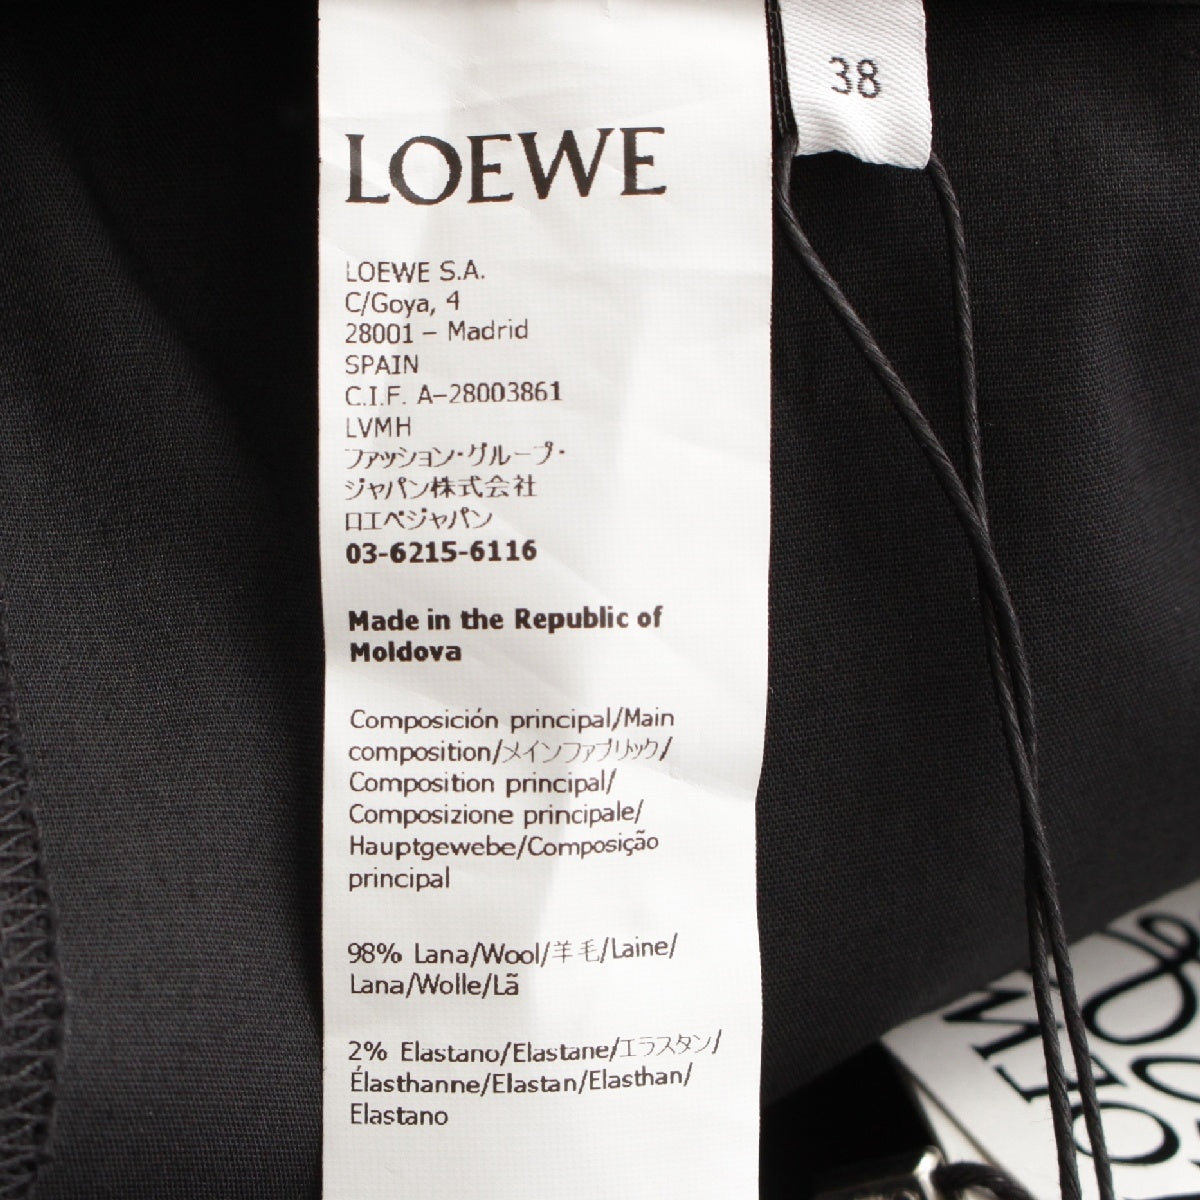 38
LOEWE
LOEWE S.A.
C/Goya, 4
28001 – Madrid
SPAIN
C.I.F. A–28003861
LVMH
ファッション・グループ・
ジャパン株式会社
ロエベジャパン
03-6215-6116
Made in the Republic of
Moldova
Composición principal/Main
composition/メインファブリック/
Composition principal/
Composizione principale/
Hauptgewebe/Composição
principal
98% Lana/Wool/羊毛/Laine/
Lana/Wolle/Lã
2% Elastano/Elastane/エラスタン/
Élasthanne/Elastan/Elasthan/
Elastano